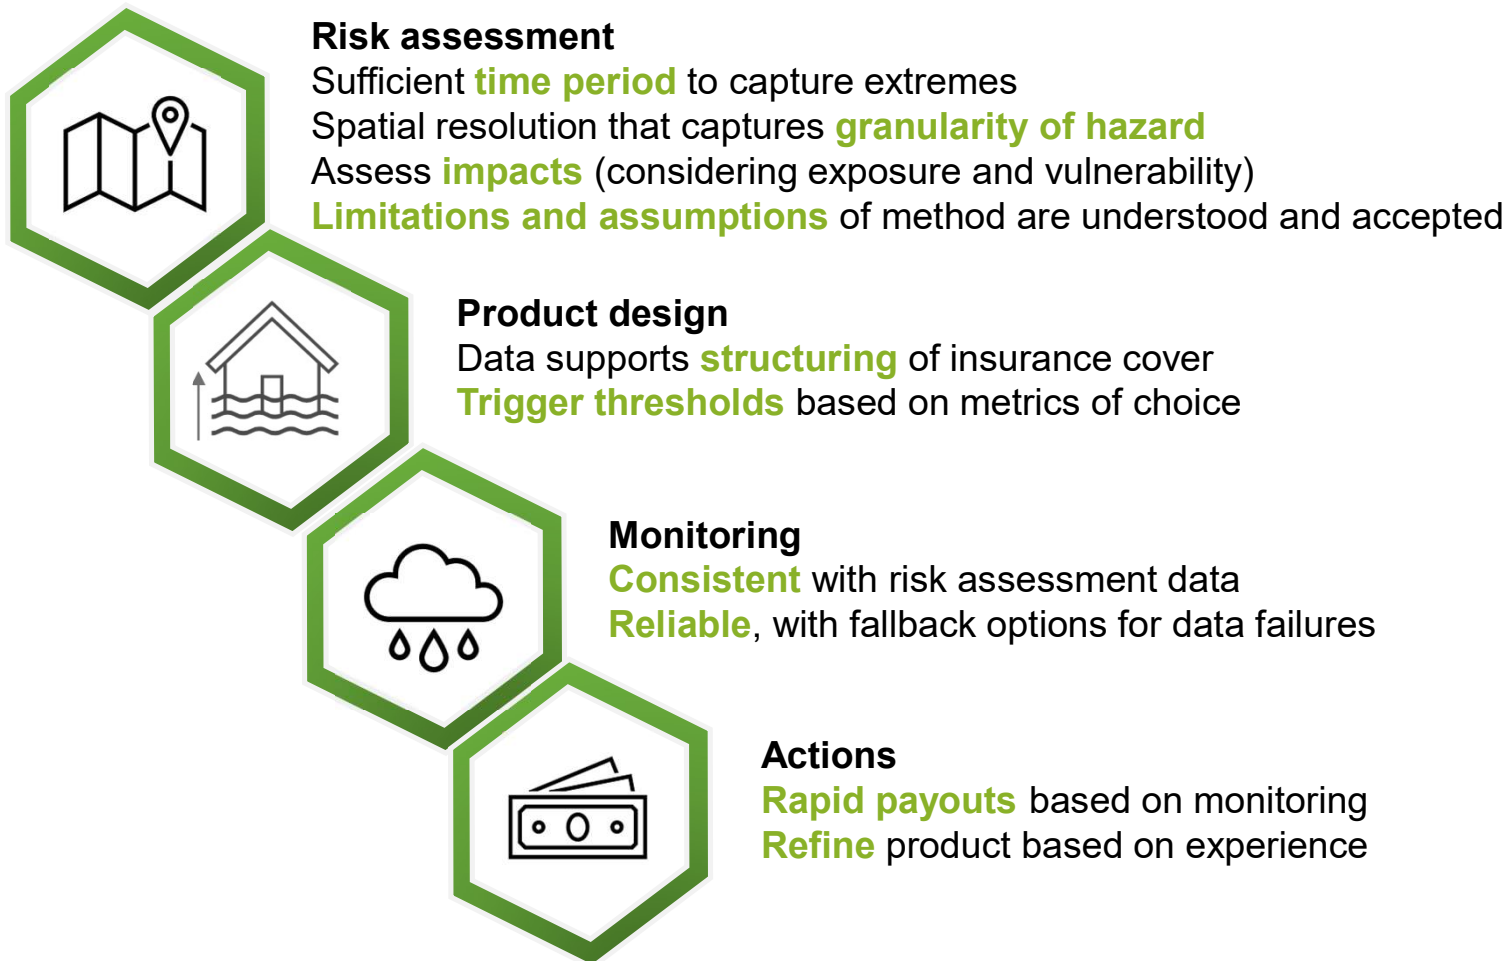 Risk assessment
Sufficient time period to capture extremes
Spatial resolution that captures granularity of hazard
Assess impacts (considering exposure and vulnerability)
Limitations and assumptions of method are understood and accepted
Product design
Data supports structuring of insurance cover
Trigger thresholds based on metrics of choice
Monitoring
Consistent with risk assessment data
Reliable, with fallback options for data failures
Actions
Rapid payouts based on monitoring
Refine product based on experience